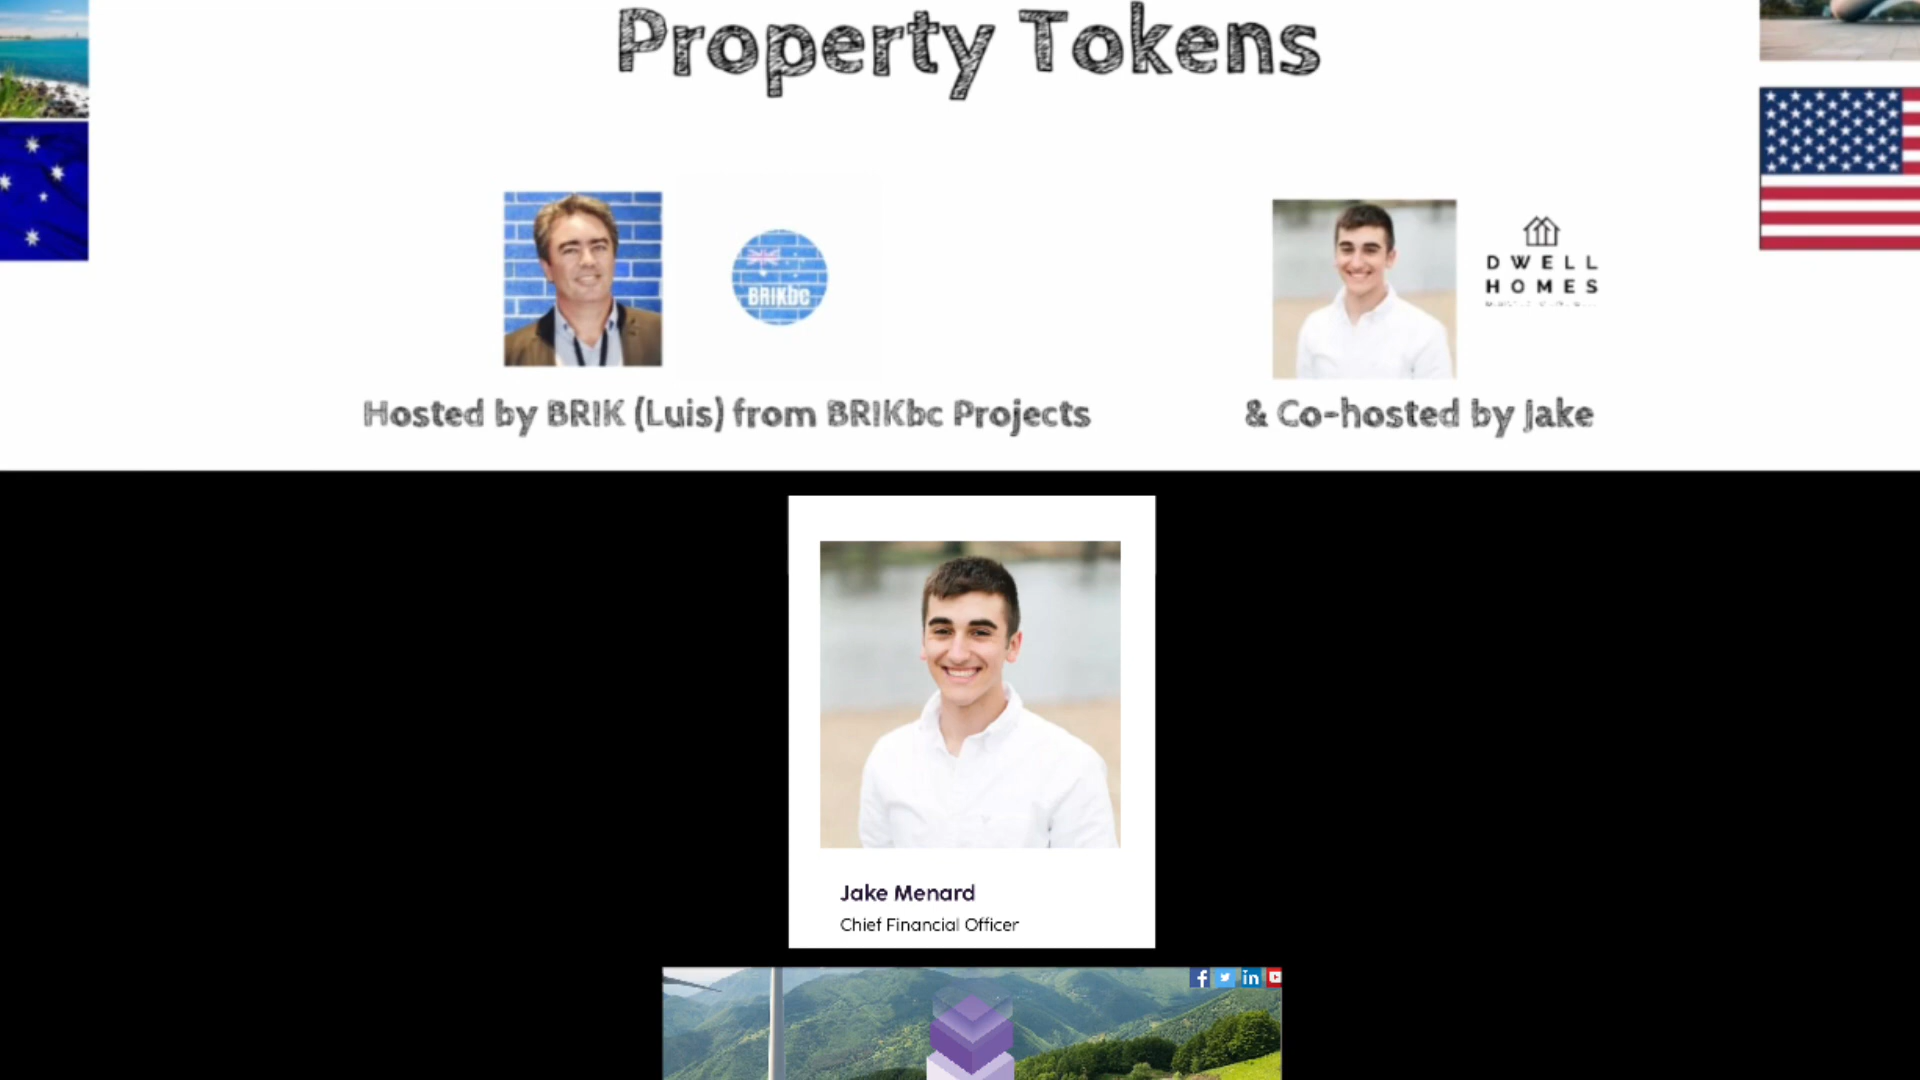 Property Tokens
BRIKbc
DWELL
HOMES
Hosted by BRIK (Luis) from BRIKbc Projects
& Co-hosted by Jake
Jake Menard
Chief Financial Officer